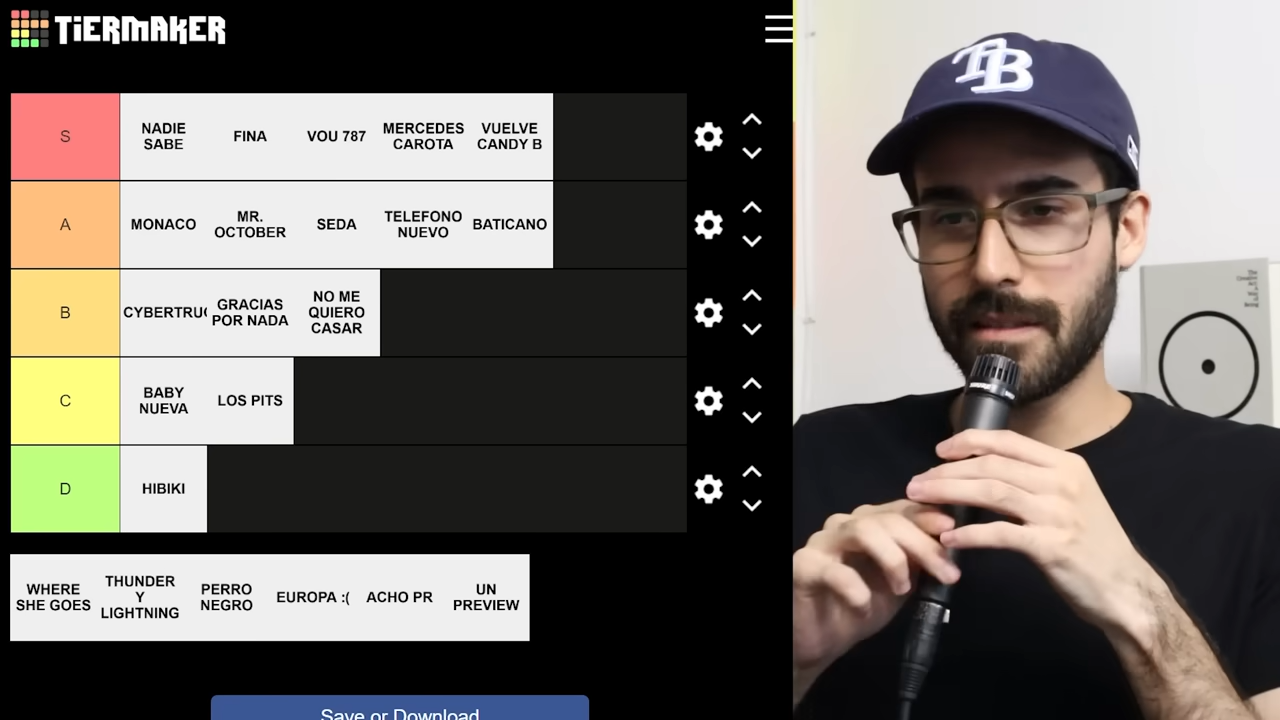 TiERMAKER
TB
S
NADIE
SABE
FINA
VOU 787
MERCEDES
CAROTA
VUELVE
CANDY B
A
MONACO
MR.
OCTOBER
SEDA
TELEFONO
NUEVO
BATICANO
B
CYBERTRUC
GRACIAS
POR NADA
NO ME
QUIERO
CASAR
C
BABY
NUEVA
LOS PITS
D
HIBIKI
WHERE
SHE GOES
THUNDER
Y
LIGHTNING
PERRO
NEGRO
EUROPA :(
ACHO PR
UN
PREVIEW
Save or Download